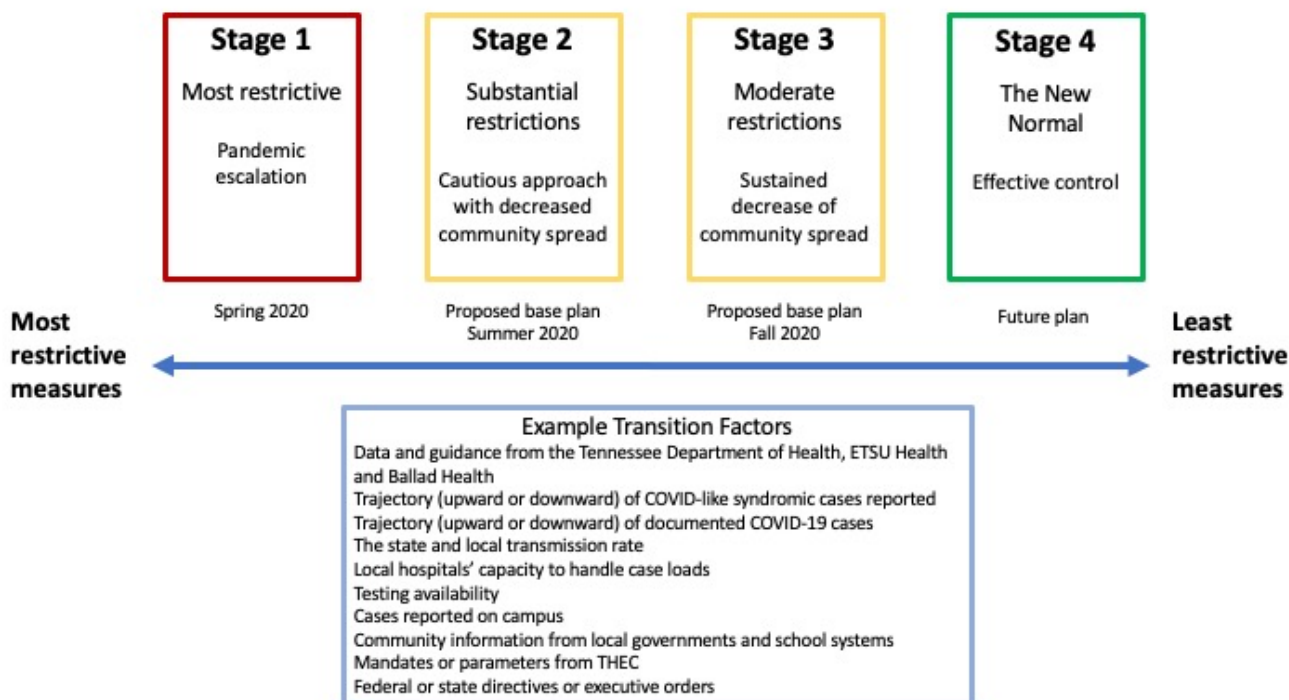 Stage 1
Most restrictive
Pandemic
escalation
Spring 2020
Stage 2
Substantial
restrictions
Cautious approach
with decreased
community spread
Proposed base plan
Summer 2020
Stage 3
Moderate
restrictions
Sustained
decrease of
community spread
Proposed base plan
Fall 2020
Stage 4
The New
Normal
Effective control
Future plan
Most
restrictive
measures
Least
restrictive
measures
Example Transition Factors
Data and guidance from the Tennessee Department of Health, ETSU Health
and Ballad Health
Trajectory (upward or downward) of COVID-like syndromic cases reported
Trajectory (upward or downward) of documented COVID-19 cases
The state and local transmission rate
Local hospitals’ capacity to handle case loads
Testing availability
Cases reported on campus
Community information from local governments and school systems
Mandates or parameters from THEC
Federal or state directives or executive orders